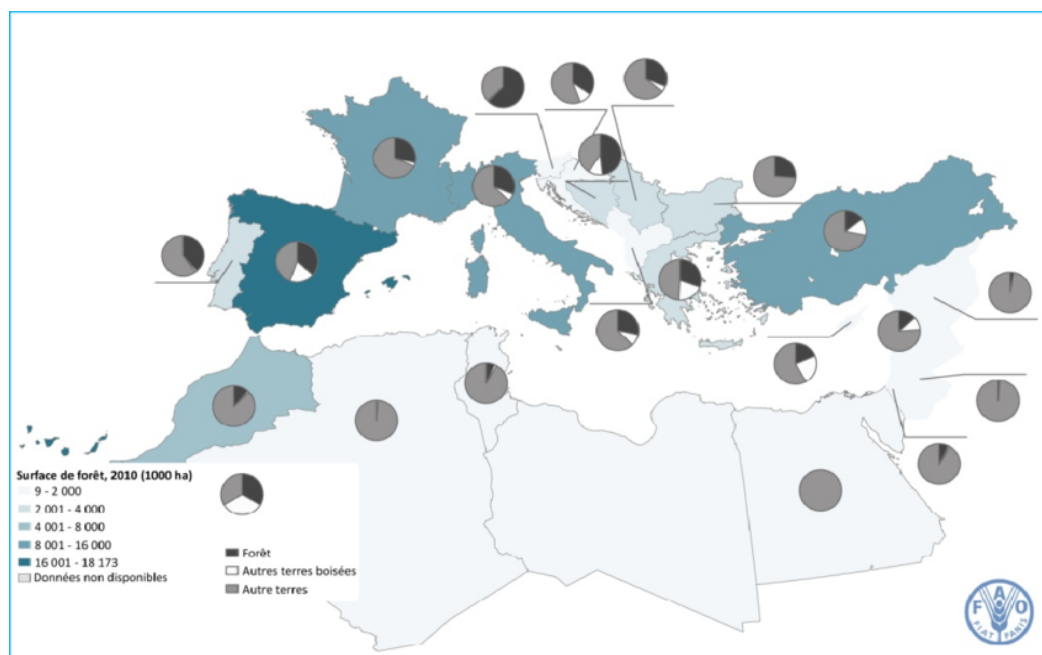 Surface de forêt, 2010 (1000 ha)
9 - 2 000
2 001 - 4 000
4 001 - 8 000
8 001 - 16 000
16 001 - 18 173
Données non disponibles
Forêt
Autres terres boisées
Autre terres
F A O
FIAT PANIS